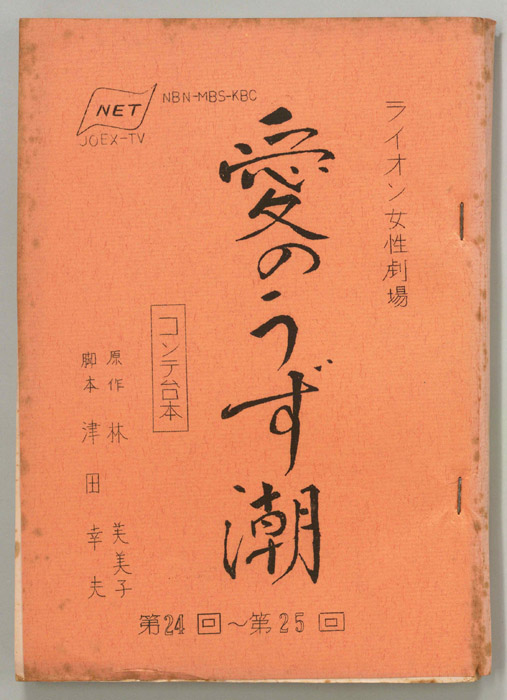 NET
NBN-MBS-KBC
JOEX-TV
ライオン女性劇場
愛のうず潮
コンテ台本
原作 林 芙美子
脚本 津田幸夫
第24回~第25回